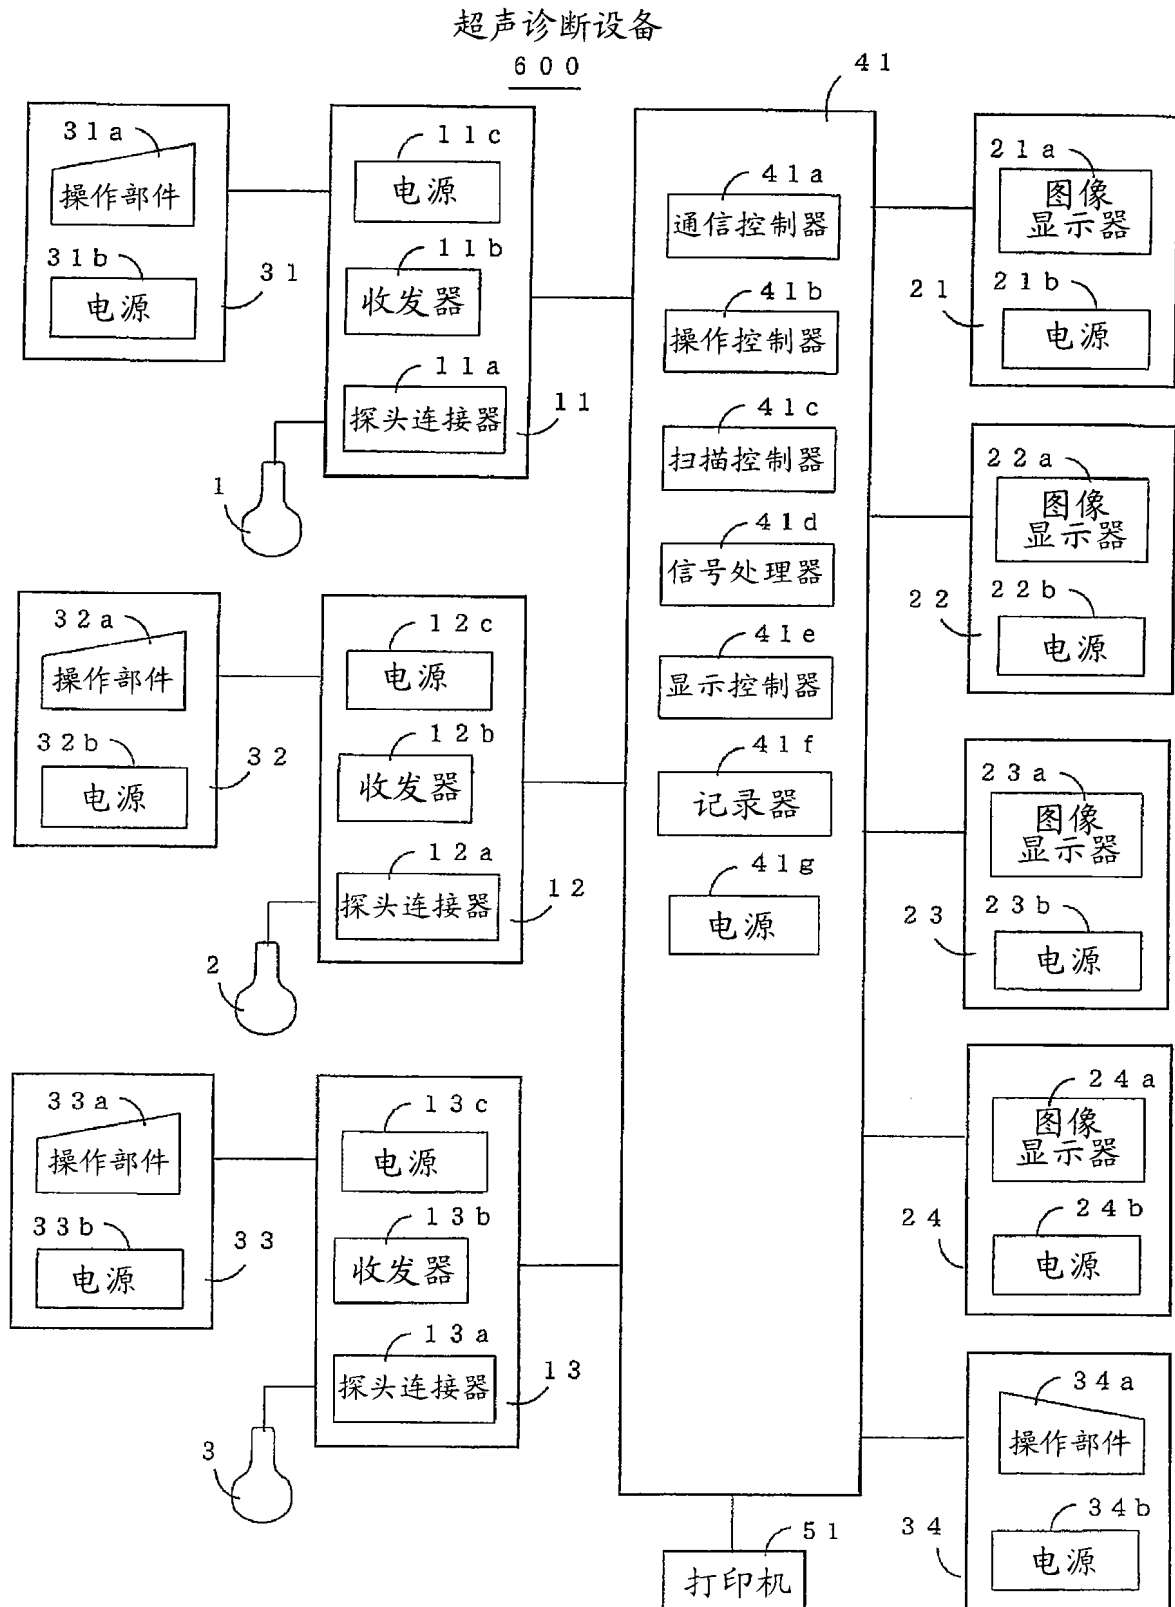 超声诊断设备
600
31a
操作部件
31b
电源
31
11c
电源
11b
收发器
11a
探头连接器
11
1
32a
操作部件
32b
电源
32
12c
电源
12b
收发器
12a
探头连接器
12
2
33a
操作部件
33b
电源
33
13c
电源
13b
收发器
13a
探头连接器
13
3
41
41a
通信控制器
41b
操作控制器
41c
扫描控制器
41d
信号处理器
41e
显示控制器
41f
记录器
41g
电源
51
打印机
21a
图像
显示器
21b
电源
21
22a
图像
显示器
22b
电源
22
23a
图像
显示器
23b
电源
23
24a
图像
显示器
24b
电源
24
34a
操作部件
34b
电源
34